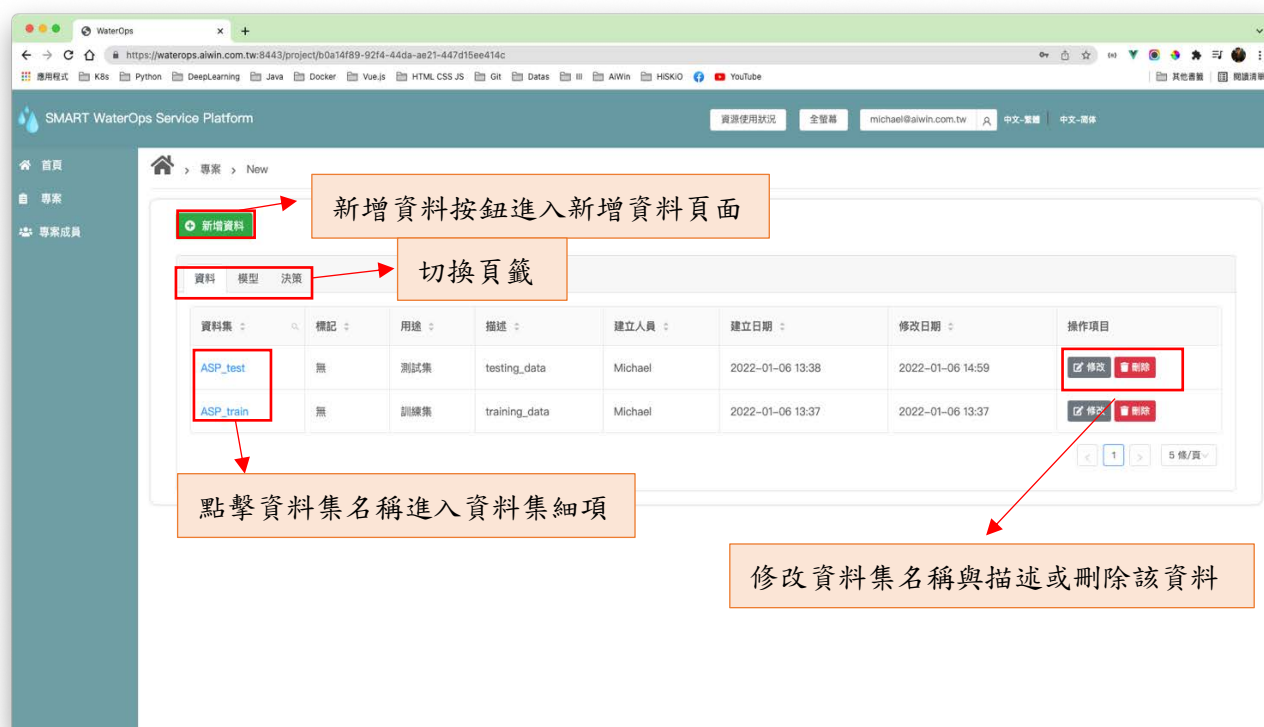 WaterOps
https://waterops.aiwin.com.tw:8443/project/b0a14f89-92f4-44da-ae21-447d15ee414c
應用程式 K8s Python DeepLearning Java Docker Vue.js HTML CSS JS Git Datas III AiWin HiSKiO YouTube 其他書籤 閱讀清單
SMART WaterOps Service Platform 資源使用狀況 全螢幕 michael@aiwin.com.tw 中文-繁體 中文-简体
首頁
專案
專案成員
專案 > New
新增資料按鈕進入新增資料頁面
新增資料
切換頁籤
資料 模型 決策
資料集 標記 用途 描述 建立人員 建立日期 修改日期 操作項目
ASP_test 無 測試集 testing_data Michael 2022-01-06 13:38 2022-01-06 14:59 修改 刪除
ASP_train 無 訓練集 training_data Michael 2022-01-06 13:37 2022-01-06 13:37 修改 刪除
< 1 > 5 條/頁
點擊資料集名稱進入資料集細項
修改資料集名稱與描述或刪除該資料